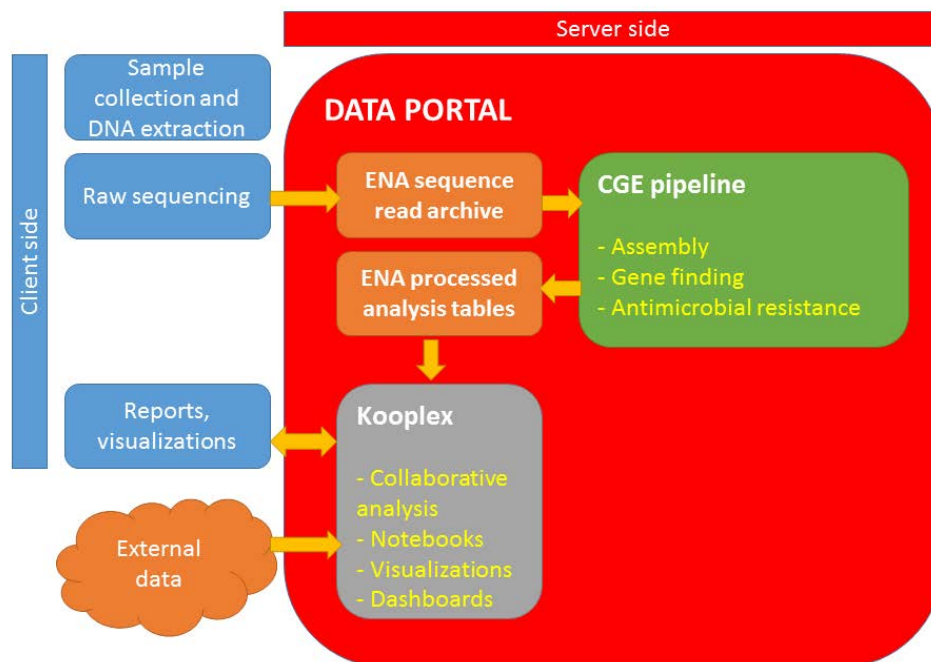 Server side
Client side
Sample
collection and
DNA extraction
DATA PORTAL
Raw sequencing
ENA sequence
read archive
CGE pipeline
- Assembly
- Gene finding
- Antimicrobial resistance
ENA processed
analysis tables
Reports,
visualizations
Kooplex
- Collaborative
analysis
- Notebooks
- Visualizations
- Dashboards
External
data